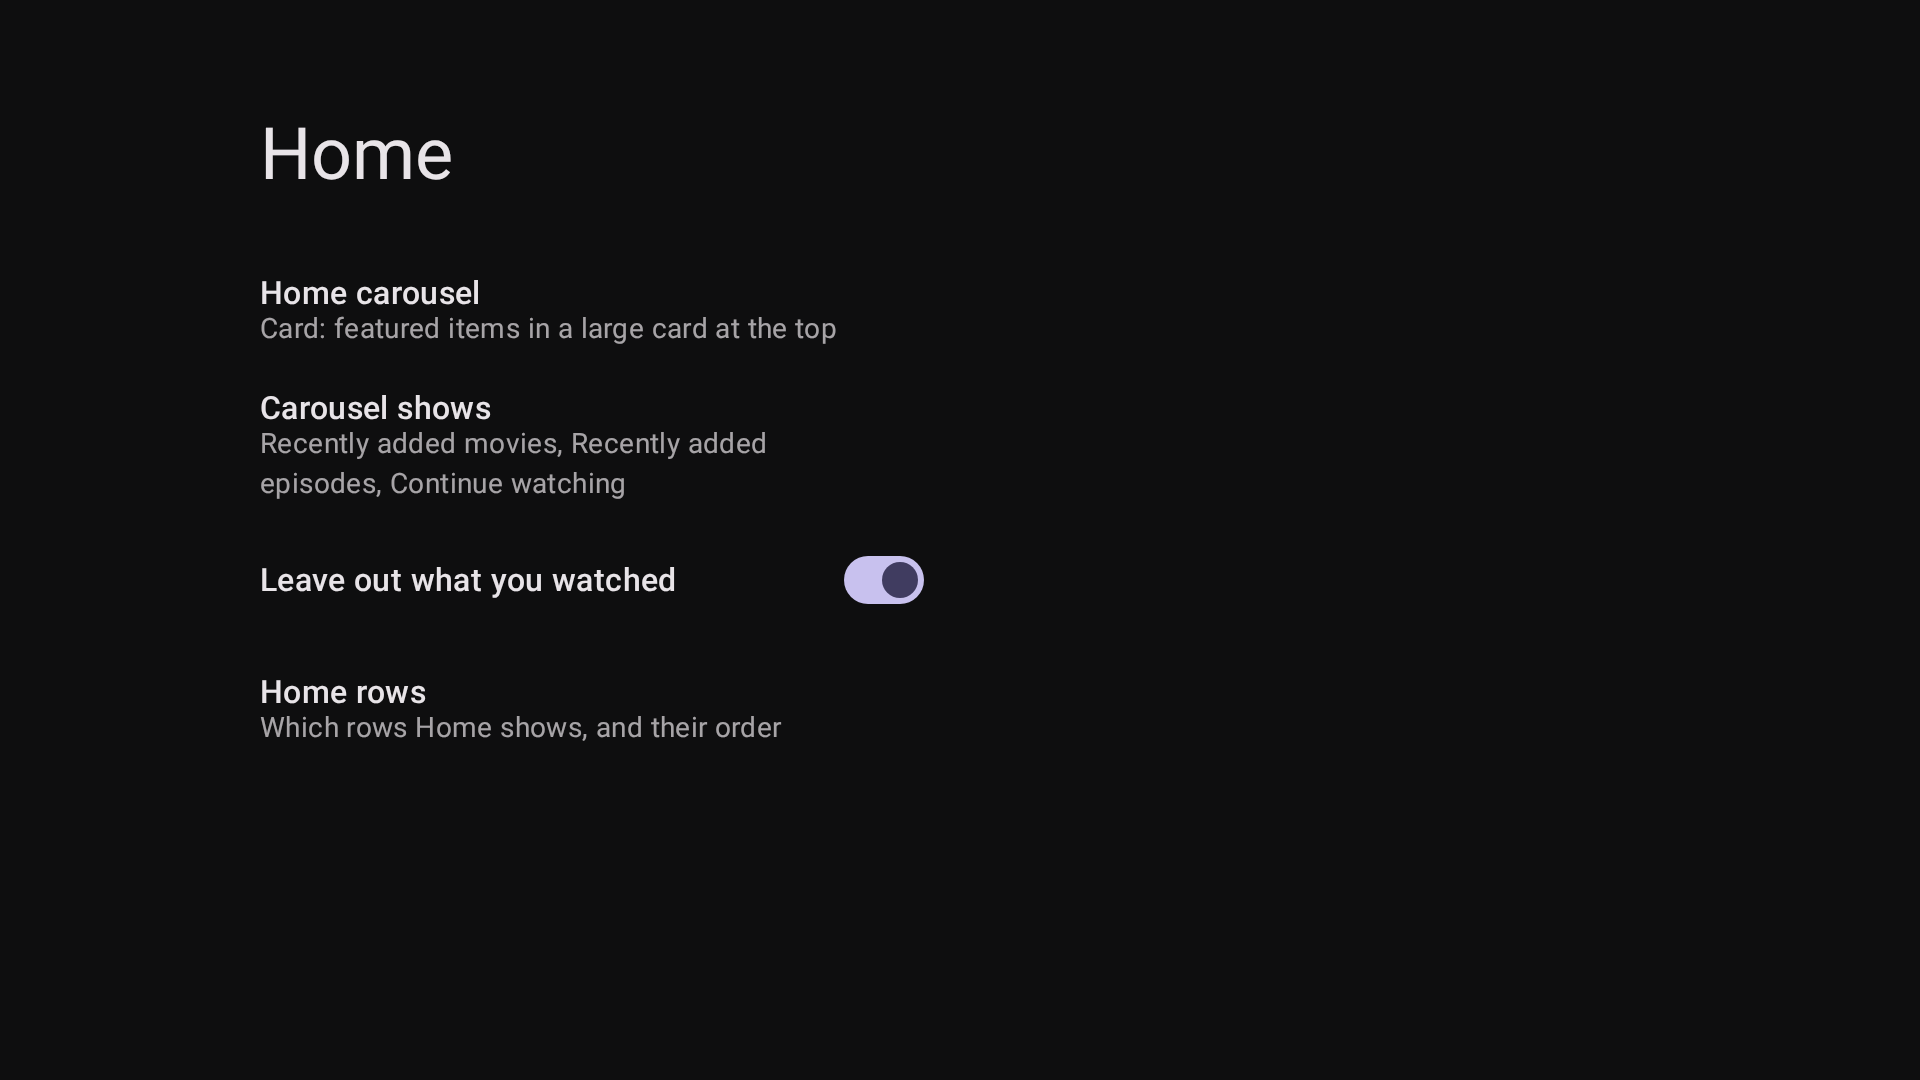 Home
Home carousel
Card: featured items in a large card at the top
Carousel shows
Recently added movies, Recently added
episodes, Continue watching
Leave out what you watched
Home rows
Which rows Home shows, and their order